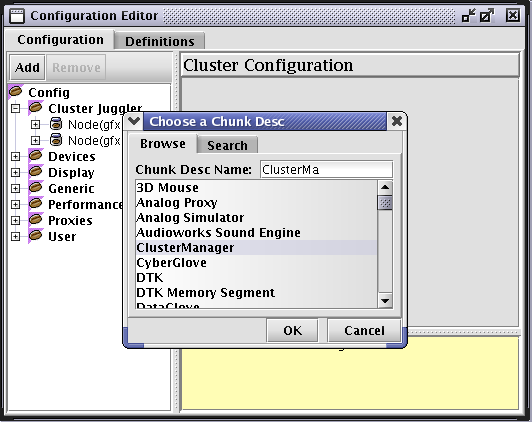 Configuration Editor
Configuration Definitions
Add Remove
Cluster Configuration
Config
Cluster Juggler
Node(gfx
Node(gfx
Devices
Display
Generic
Performance
Proxies
User
Choose a Chunk Desc
Browse Search
Chunk Desc Name: ClusterMa
3D Mouse
Analog Proxy
Analog Simulator
Audioworks Sound Engine
ClusterManager
CyberGlove
DTK
DTK Memory Segment
DataGlove
OK Cancel